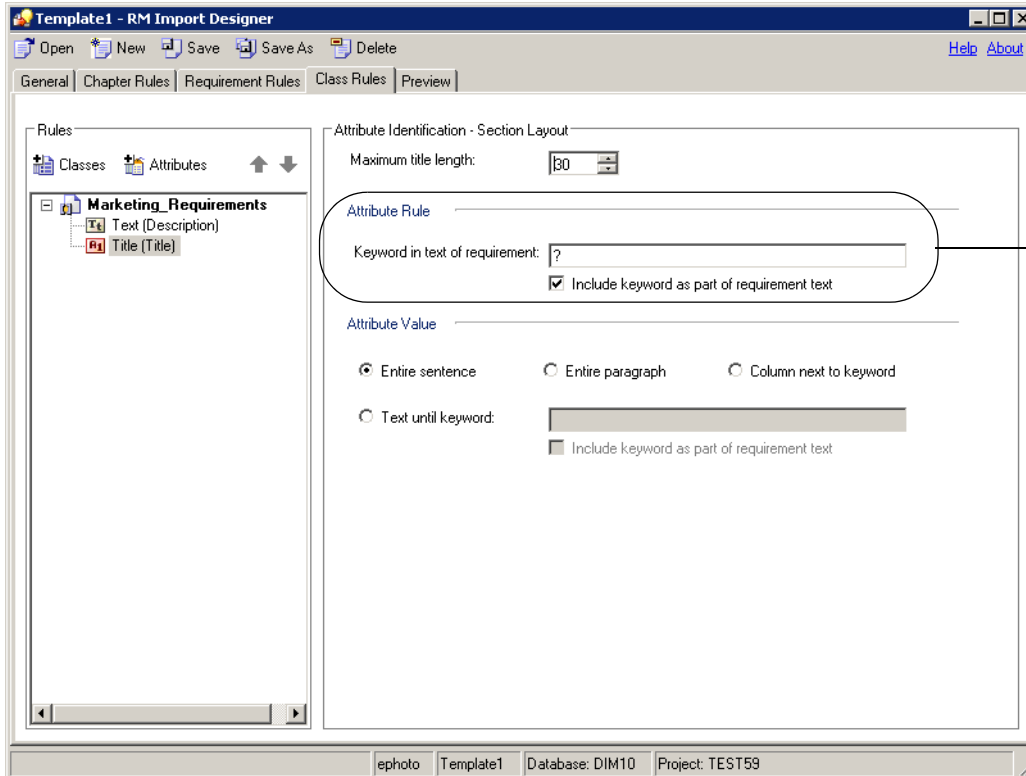 Template1 - RM Import Designer
Open New Save Save As Delete Help About
General Chapter Rules Requirement Rules Class Rules Preview
Rules
Classes Attributes
Marketing_Requirements
Text (Description)
Title (Title)
Attribute Identification - Section Layout
Maximum title length: 30
Attribute Rule
Keyword in text of requirement: ?
Include keyword as part of requirement text
Attribute Value
Entire sentence Entire paragraph Column next to keyword
Text until keyword:
Include keyword as part of requirement text
ephoto Template1 Database: DIM10 Project: TEST59